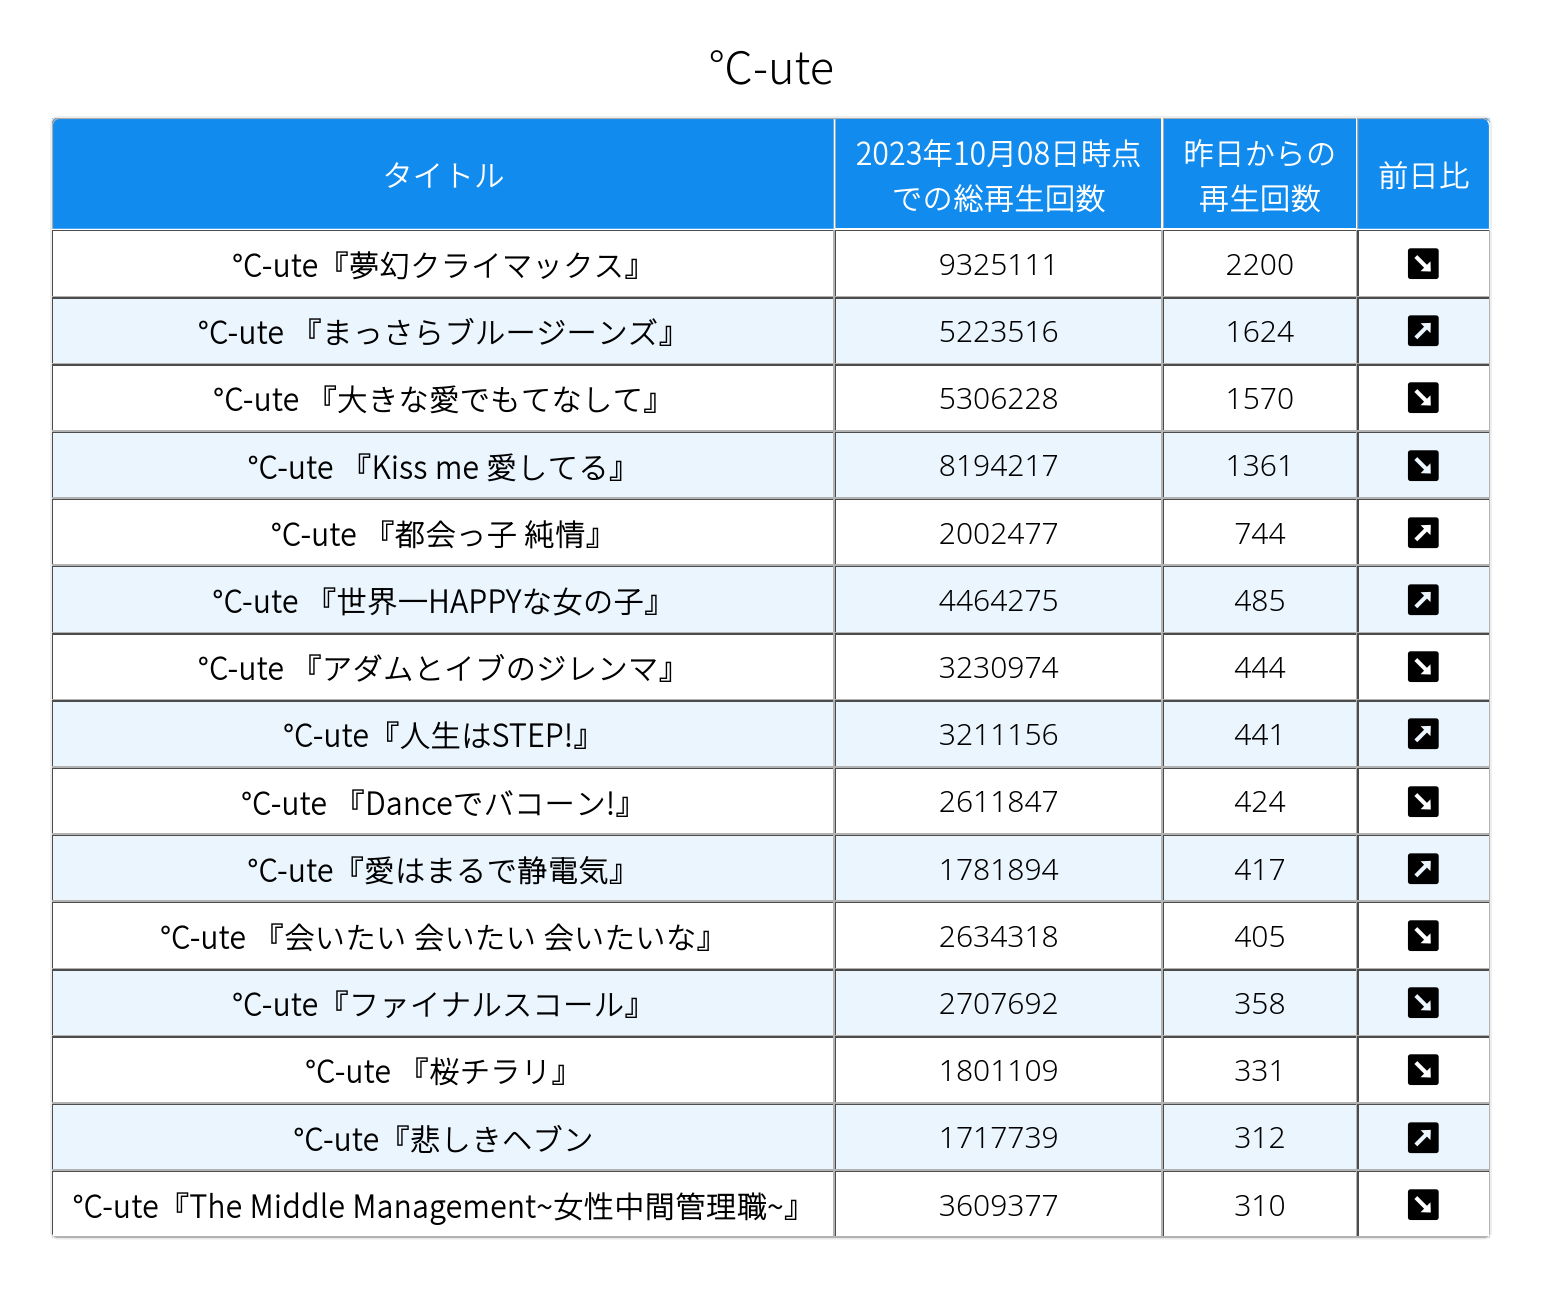 ℃-ute
タイトル 2023年10月08日時点での総再生回数 昨日からの再生回数 前日比
℃-ute『夢幻クライマックス』 9325111 2200 ↘
℃-ute 『まっさらブルージーンズ』 5223516 1624 ↗
℃-ute 『大きな愛でもてなして』 5306228 1570 ↘
℃-ute 『Kiss me 愛してる』 8194217 1361 ↘
℃-ute 『都会っ子 純情』 2002477 744 ↗
℃-ute 『世界一HAPPYな女の子』 4464275 485 ↗
℃-ute 『アダムとイブのジレンマ』 3230974 444 ↘
℃-ute『人生はSTEP!』 3211156 441 ↗
℃-ute 『Danceでバコーン!』 2611847 424 ↘
℃-ute『愛はまるで静電気』 1781894 417 ↗
℃-ute 『会いたい 会いたい 会いたいな』 2634318 405 ↘
℃-ute『ファイナルスコール』 2707692 358 ↘
℃-ute 『桜チラリ』 1801109 331 ↘
℃-ute『悲しきヘブン 1717739 312 ↗
℃-ute『The Middle Management~女性中間管理職~』 3609377 310 ↘